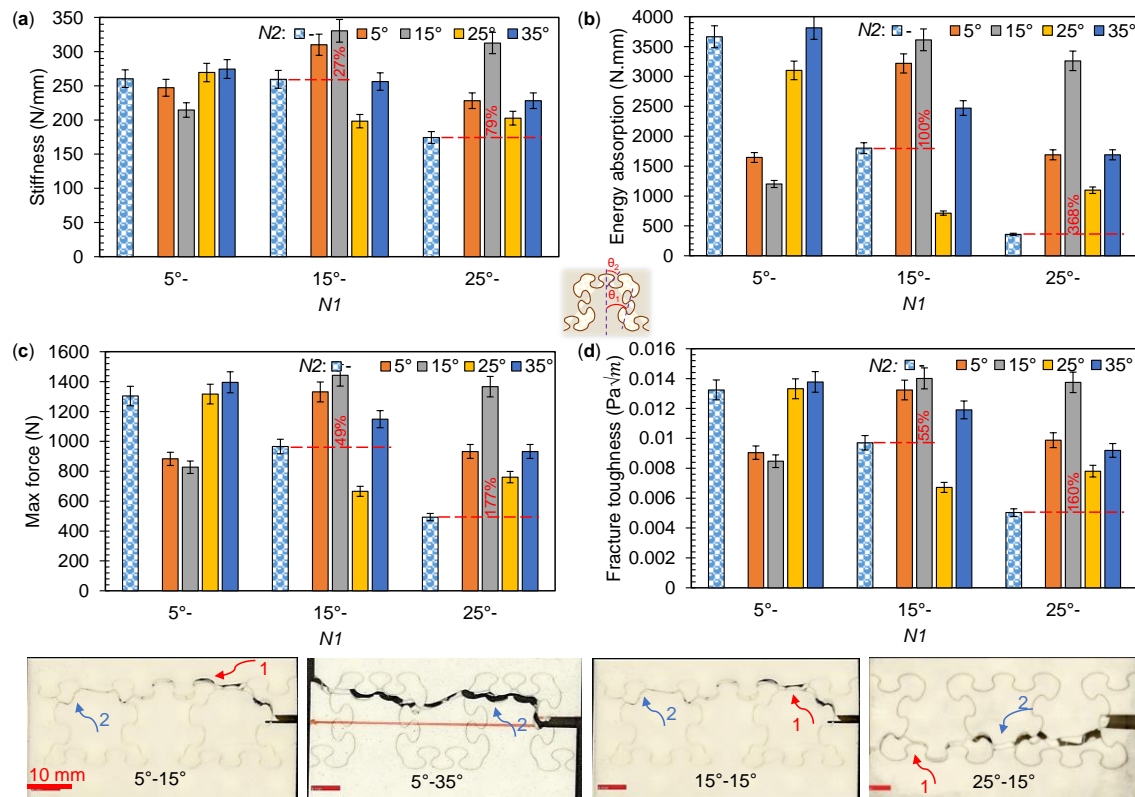 (a)
N2: - 5° 15° 25° 35°
Stiffness (N/mm)
350
300
250
200
150
100
50
0
27%
79%
5°- 15°- 25°-
N1
(b)
N2: - 5° 15° 25° 35°
Energy absorption (N.mm)
4000
3500
3000
2500
2000
1500
1000
500
0
100%
368%
5°- 15°- 25°-
N1
θ2
θ1
(c)
N2: - 5° 15° 25° 35°
Max force (N)
1600
1400
1200
1000
800
600
400
200
0
49%
177%
5°- 15°- 25°-
N1
(d)
N2: - 5° 15° 25° 35°
Fracture toughness (Pa√m)
0.016
0.014
0.012
0.01
0.008
0.006
0.004
0.002
0
55%
160%
5°- 15°- 25°-
N1
1
2
10 mm
5°-15°
2
5°-35°
2
1
15°-15°
2
1
25°-15°